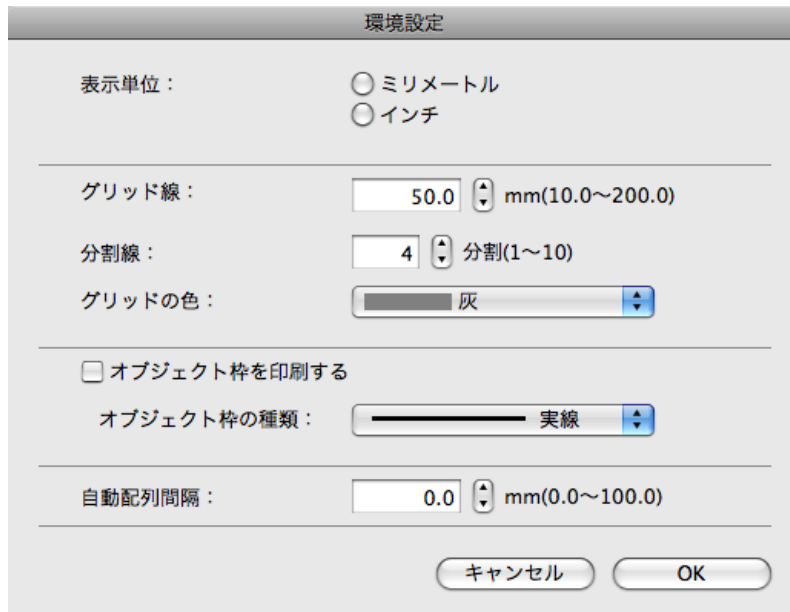 環境設定
表示単位： ミリメートル
インチ
グリッド線： 50.0 mm(10.0～200.0)
分割線： 4 分割(1～10)
グリッドの色： 灰
オブジェクト枠を印刷する
オブジェクト枠の種類： 実線
自動配列間隔： 0.0 mm(0.0～100.0)
キャンセル OK